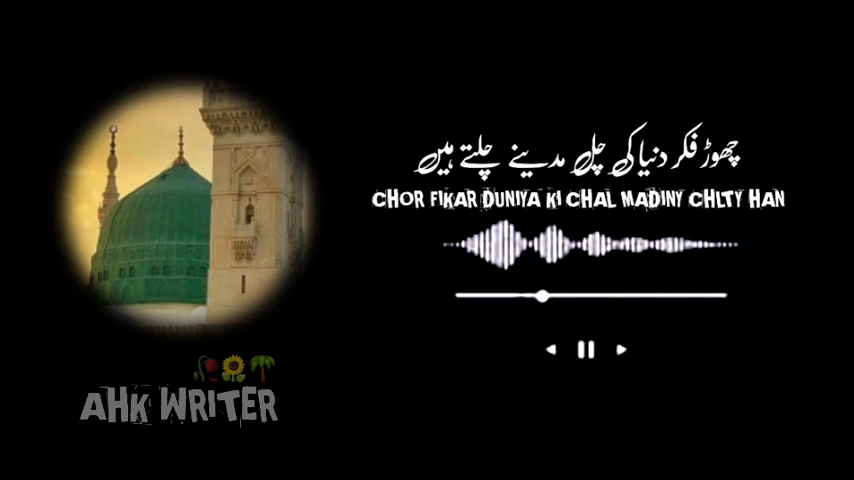 چھوڑ فکر دنیا کی چل مدینے چلتے ہیں
CHOR FIKAR DUNIYA KI CHAL MADINY CHLTY HAN
AHK WRITER